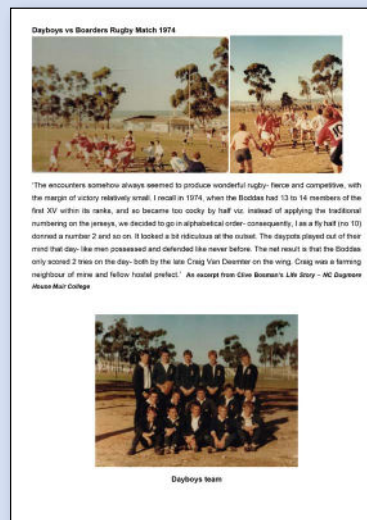 Dayboys vs Boarders Rugby Match 1974
'The encounters somehow always seemed to produce wonderful rugby- fierce and competitive, with
the margin of victory relatively small. I recall in 1974, when the Boddas had 13 to 14 members of the
first XV within its ranks, and so became too cocky by half viz. instead of applying the traditional
numbering on the jerseys, we decided to go in alphabetical order- consequently, I as a fly half (no 10)
donned a number 2 and so on. It looked a bit ridiculous at the outset. The daypots played out of their
mind that day- like men possessed and defended like never before. The net result is that the Boddas
only scored 2 tries on the day- both by the late Craig Van Deemter on the wing. Craig was a farming
neighbour of mine and fellow hostel prefect.' An excerpt from Clive Bosman's Life Story – NC Dugmore
House Muir College
Dayboys team